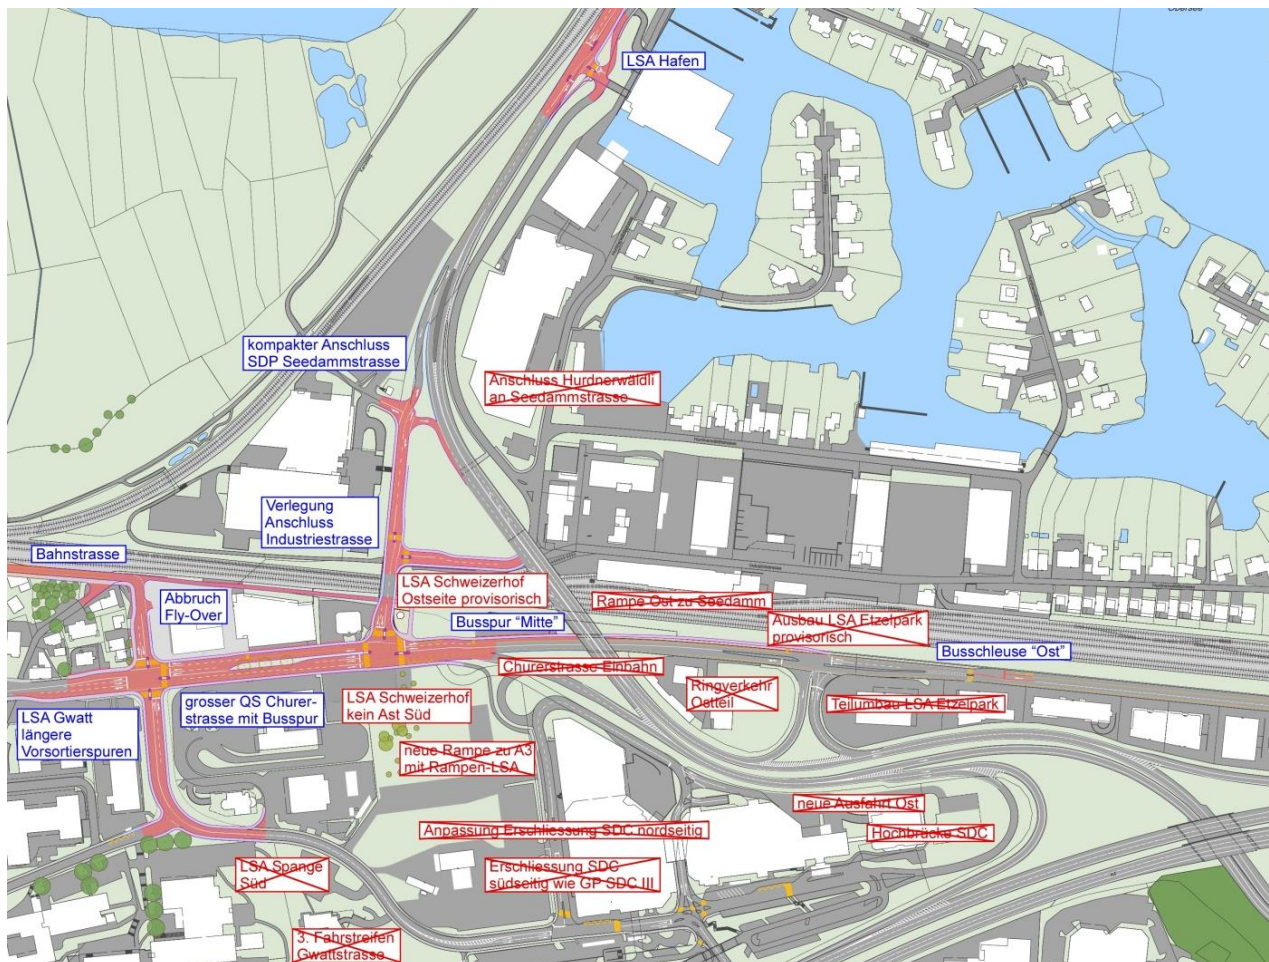 Obersee
LSA Hafen
kompakter Anschluss
SDP Seedammstrasse
Anschluss Hurdnerwäldli
an Seedammstrasse
Verlegung
Anschluss
Industriestrasse
Bahnstrasse
Abbruch
Fly-Over
LSA Schweizerhof
Ostseite provisorisch
Busspur "Mitte"
Rampe Ost zu Seedamm
Ausbau LSA Etzelpark
provisorisch
Busschleuse "Ost"
Churerstrasse Einbahn
Ringverkehr
Ostteil
Teilumbau LSA Etzelpark
LSA Gwatt
längere
Vorsortierspuren
grosser QS Churer-
strasse mit Busspur
LSA Schweizerhof
kein Ast Süd
neue Rampe zu A3
mit Rampen-LSA
neue Ausfahrt Ost
Anpassung Erschliessung SDC nordseitig
Hochbrücke SDC
LSA Spange
Süd
Erschliessung SDC
südseitig wie GP SDC III
3. Fahrstreifen
Gwattstrasse